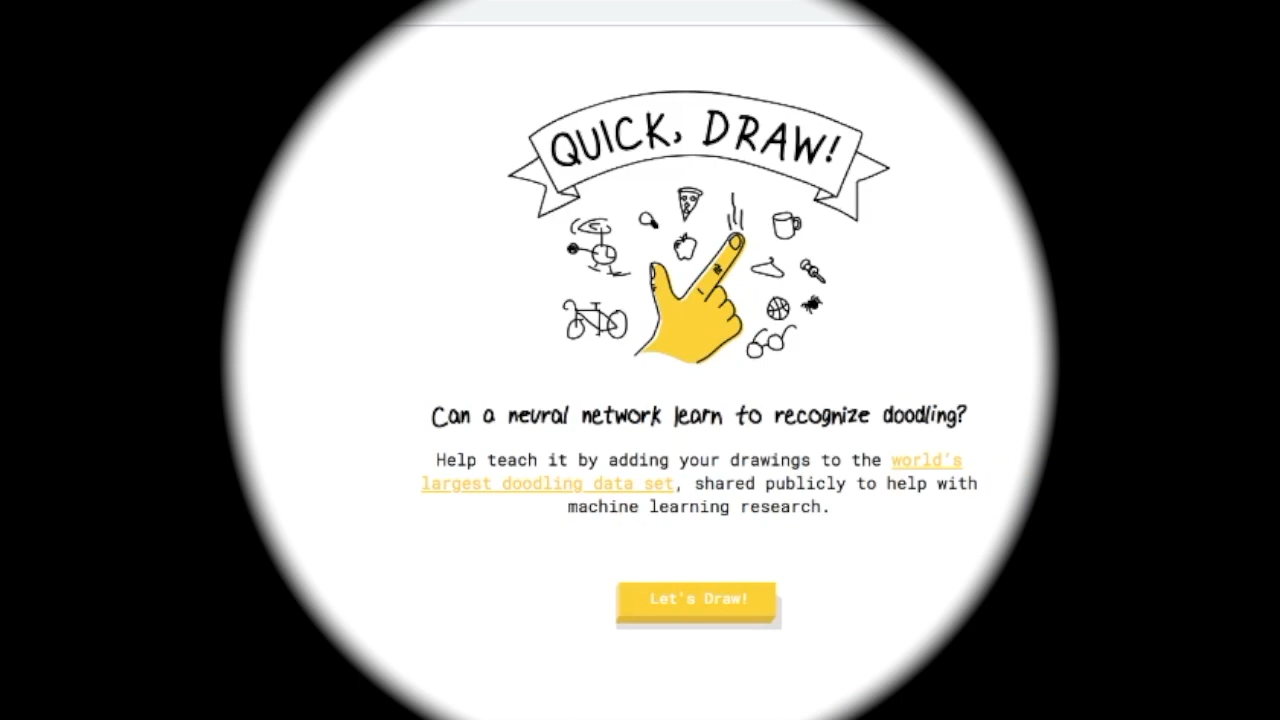 QUICK, DRAW!
Can a neural network learn to recognize doodling?
Help teach it by adding your drawings to the world's
largest doodling data set, shared publicly to help with
machine learning research.
Let's Draw!